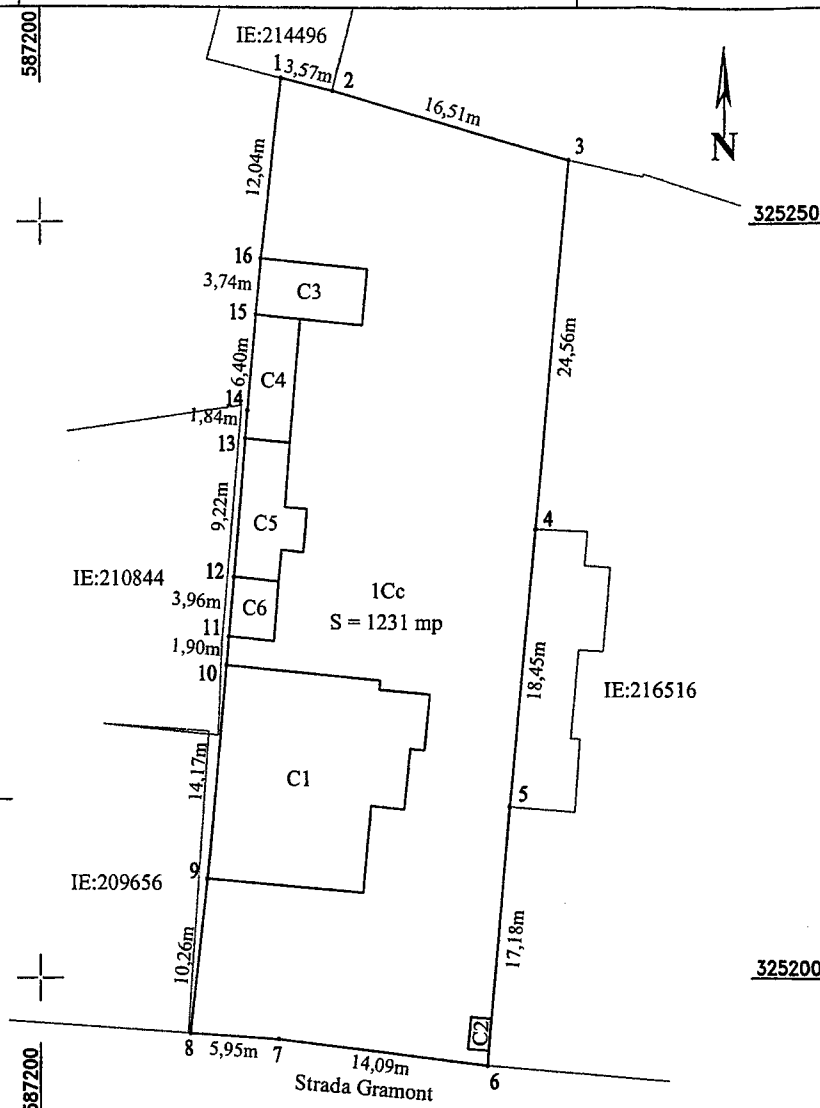 587200
IE:214496
1
3,57m
2
16,51m
3
N
12,04m
325250
16
3,74m
C3
15
6,40m
C4
24,56m
14
1,84m
13
9,22m
C5
4
12
IE:210844
3,96m
C6
1Cc
S = 1231 mp
11
1,90m
10
18,45m
IE:216516
14,17m
C1
5
9
IE:209656
17,18m
10,26m
325200
C2
8
5,95m
7
14,09m
6
Strada Gramont
587200